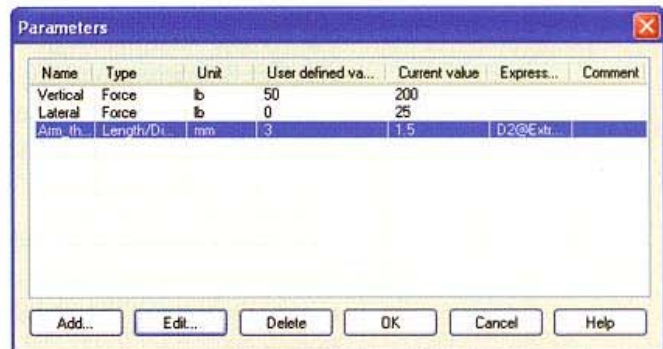 Parameters
Name Type Unit User defined va... Current value Express... Comment
Vertical Force lb 50 200
Lateral Force lb 0 25
Arm_th... Length/Di... mm 3 1.5 D2@Extr...
Add... Edit... Delete OK Cancel Help